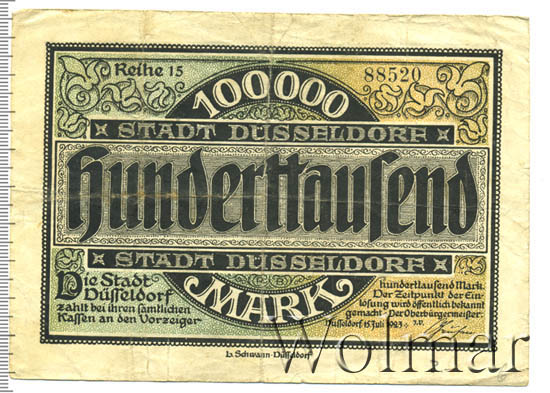 Reihe 15
88520
100000
STADT DÜSSELDORF
Hunderttausend
STADT DÜSSELDORF
MARK
Die Stadt
Düsseldorf
zahlt bei ihren sämtlichen
Kassen an den Vorzeiger
hunderttausend Mark.
Der Zeitpunkt der Ein-
lösung wird öffentlich bekannt
gemacht · Der Oberbürgermeister:
Düsseldorf 15. Juli 1923
L. Schwann-Düsseldorf
Wolmar